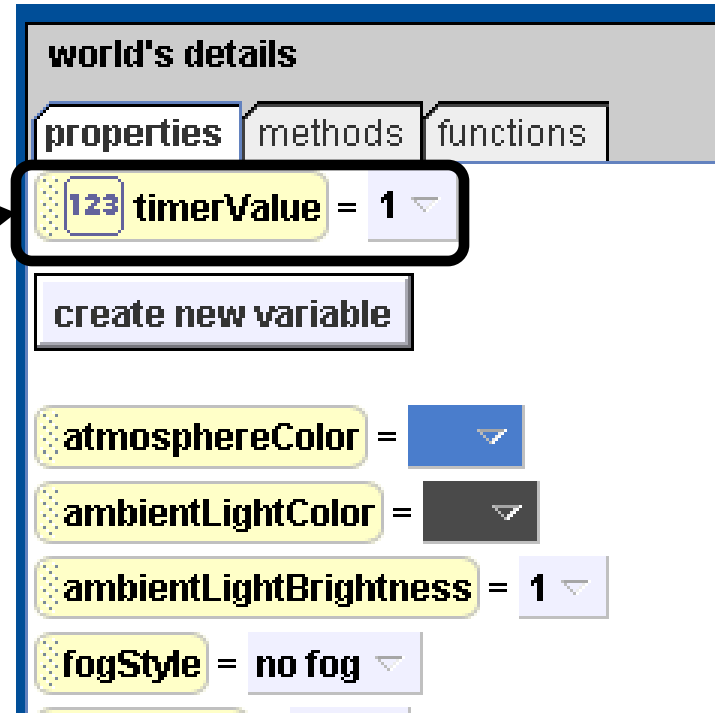 world's details
properties methods functions
123 timerValue = 1
create new variable
atmosphereColor =
ambientLightColor =
ambientLightBrightness = 1
fogStyle = no fog